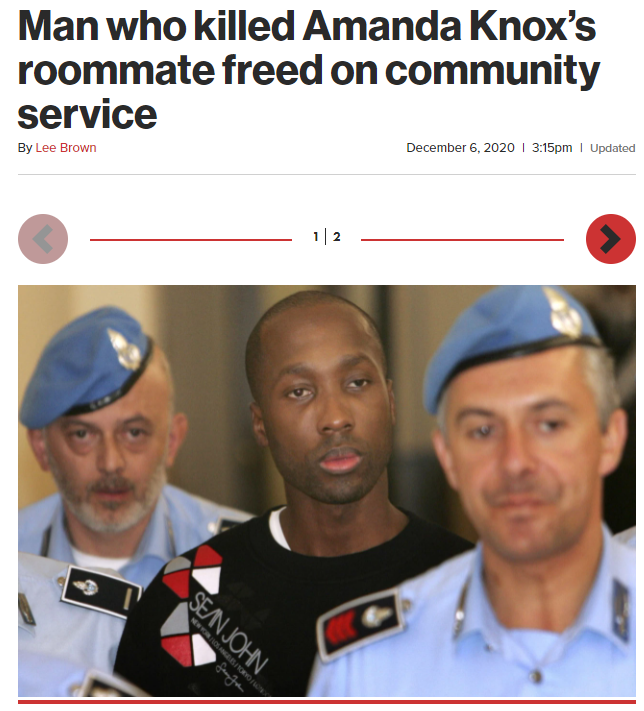 Man who killed Amanda Knox's
roommate freed on community
service
By Lee Brown
December 6, 2020 | 3:15pm | Updated
1 | 2
SEAN JOHN